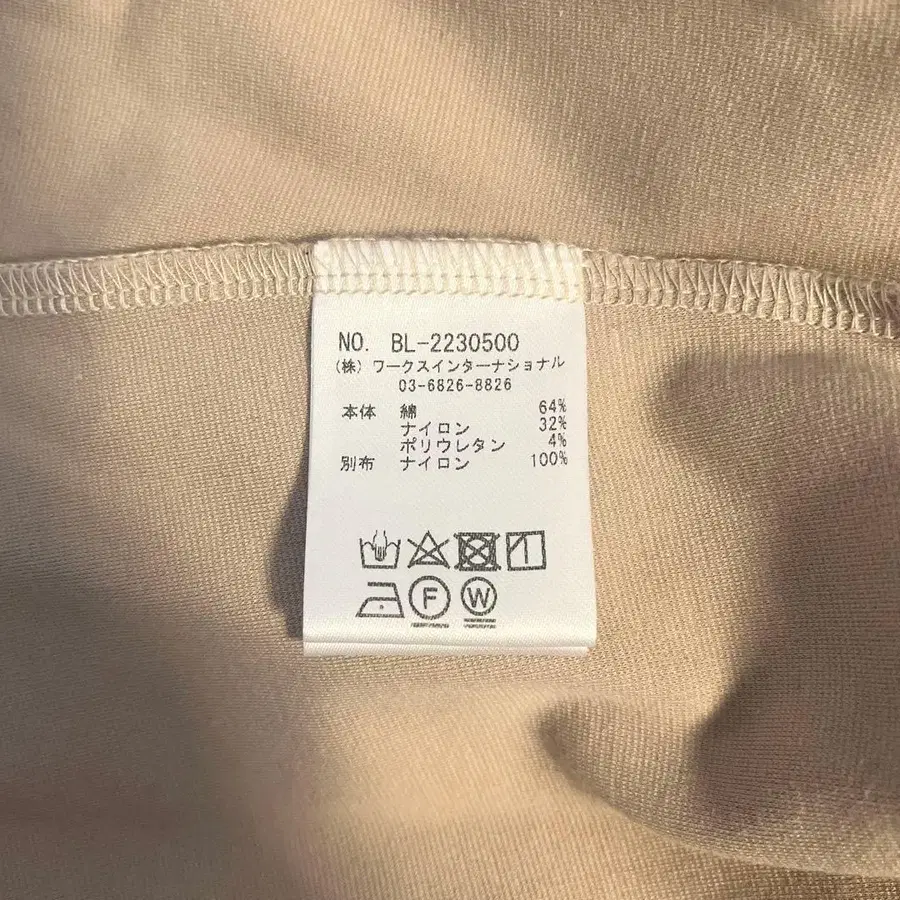 NO. BL-2230500
(株) ワークスインターナショナル
03-6826-8826
本体 綿 64%
ナイロン 32%
ポリウレタン 4%
別布 ナイロン 100%
F W